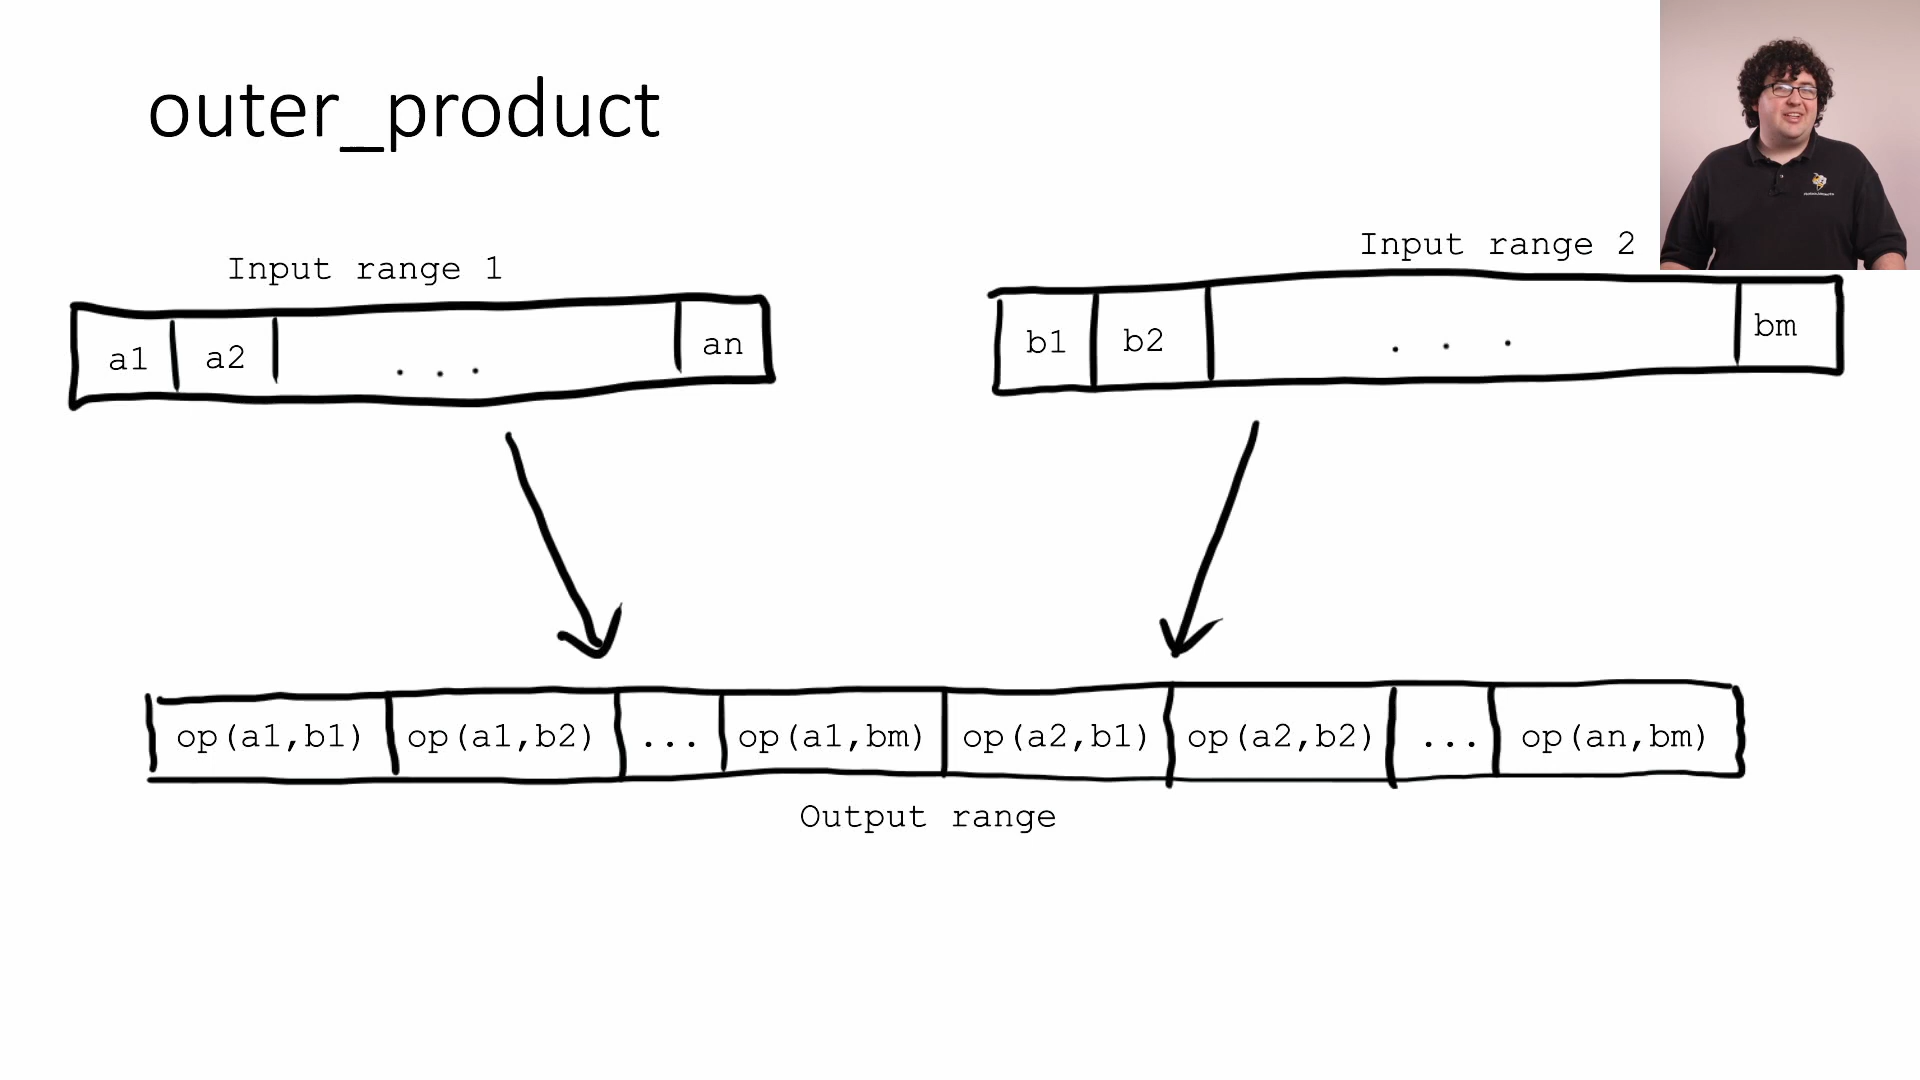 outer_product
Input range 1
Input range 2
a1 a2 . . . an
b1 b2 . . . bm
op(a1,b1) op(a1,b2) ... op(a1,bm) op(a2,b1) op(a2,b2) ... op(an,bm)
Output range